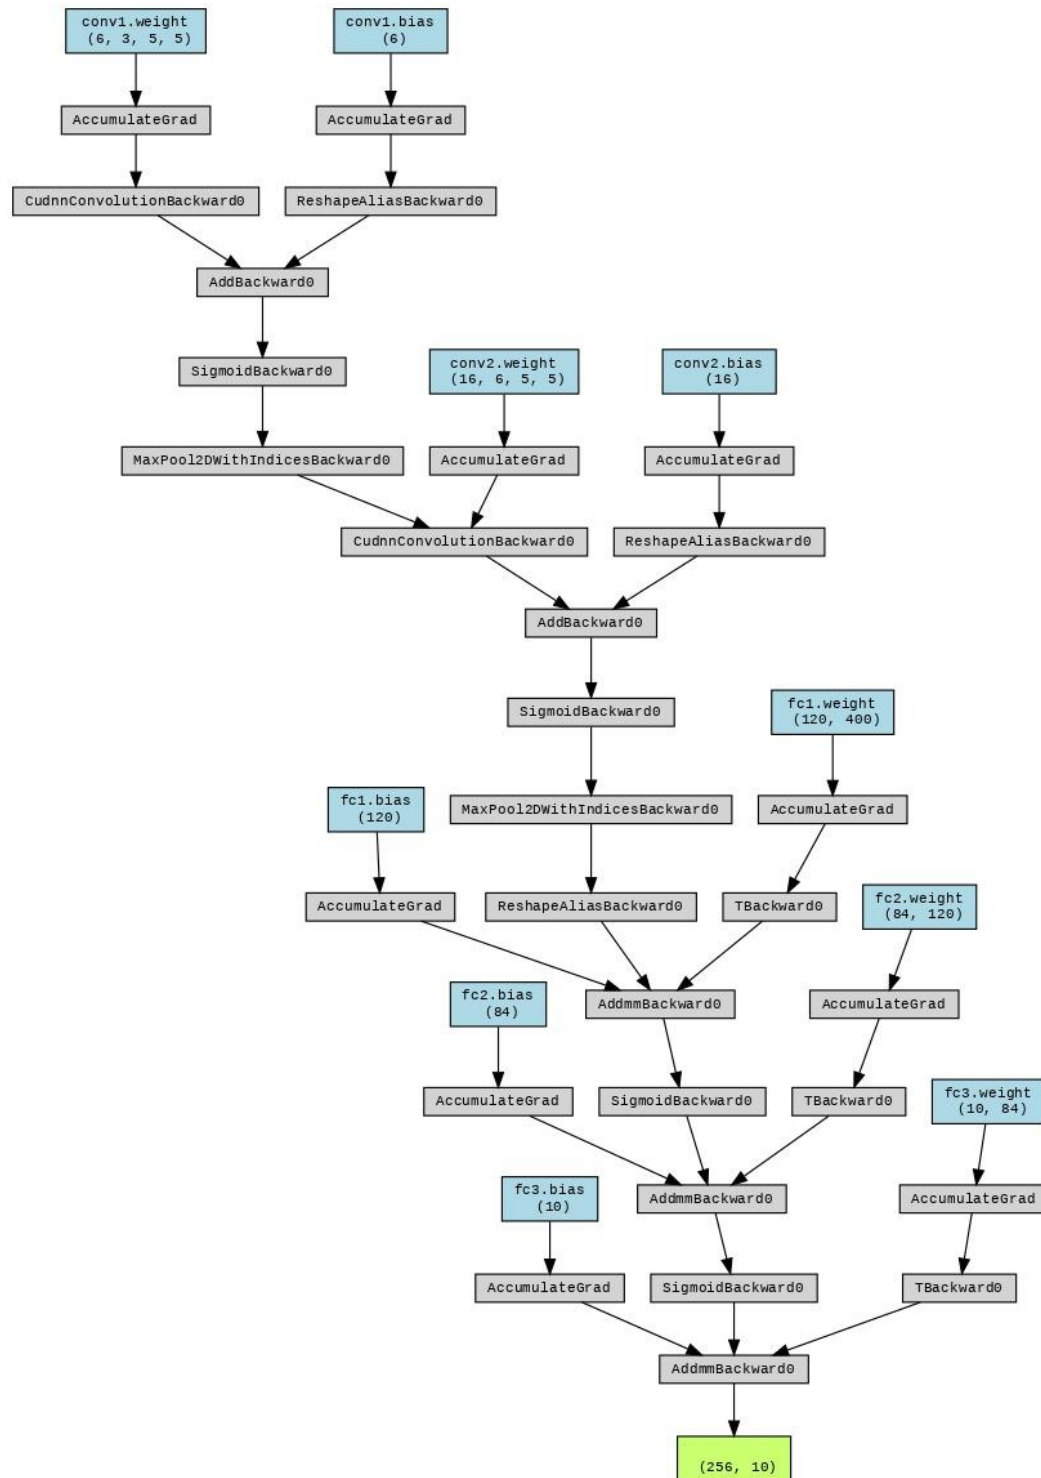 conv1.weight
(6, 3, 5, 5)
conv1.bias
(6)
AccumulateGrad
AccumulateGrad
CudnnConvolutionBackward0
ReshapeAliasBackward0
AddBackward0
SigmoidBackward0
conv2.weight
(16, 6, 5, 5)
conv2.bias
(16)
MaxPool2DWithIndicesBackward0
AccumulateGrad
AccumulateGrad
CudnnConvolutionBackward0
ReshapeAliasBackward0
AddBackward0
SigmoidBackward0
fc1.weight
(120, 400)
fc1.bias
(120)
MaxPool2DWithIndicesBackward0
AccumulateGrad
AccumulateGrad
ReshapeAliasBackward0
TBackward0
fc2.weight
(84, 120)
fc2.bias
(84)
AddmmBackward0
AccumulateGrad
AccumulateGrad
SigmoidBackward0
TBackward0
fc3.weight
(10, 84)
fc3.bias
(10)
AddmmBackward0
AccumulateGrad
AccumulateGrad
SigmoidBackward0
TBackward0
AddmmBackward0
(256, 10)